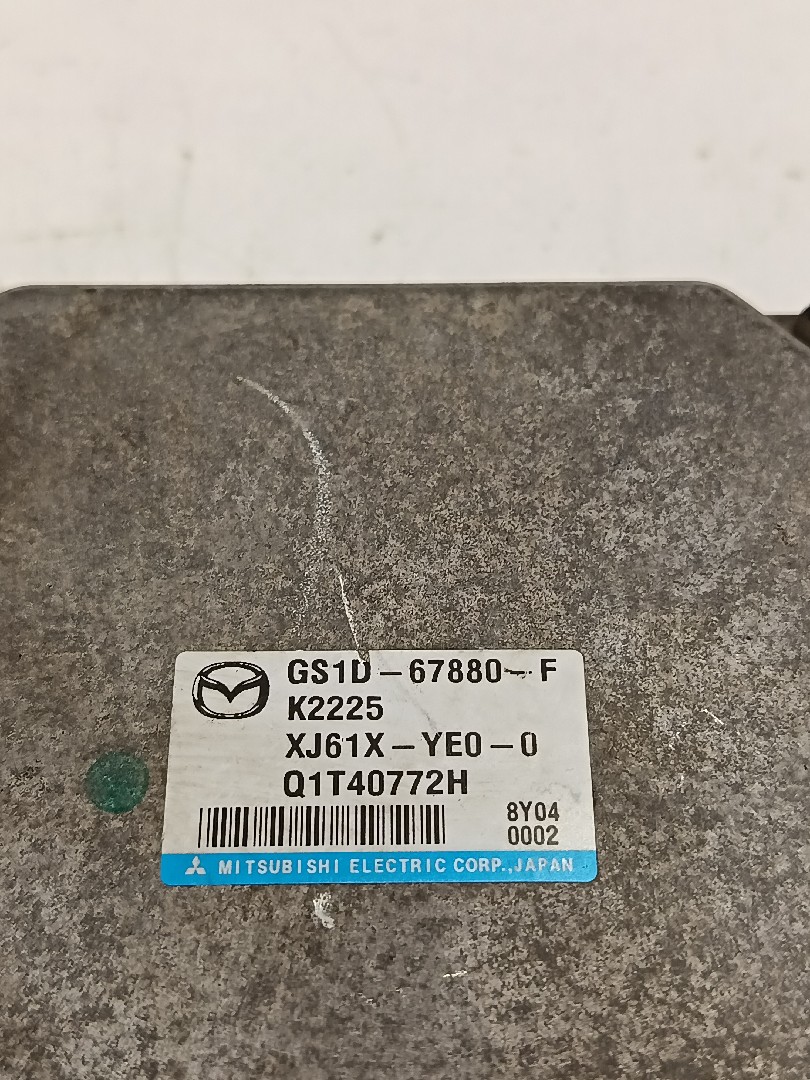 GS1D-67880-F
K2225
XJ61X-YE0-0
Q1T40772H
8Y04
0002
MITSUBISHI ELECTRIC CORP., JAPAN